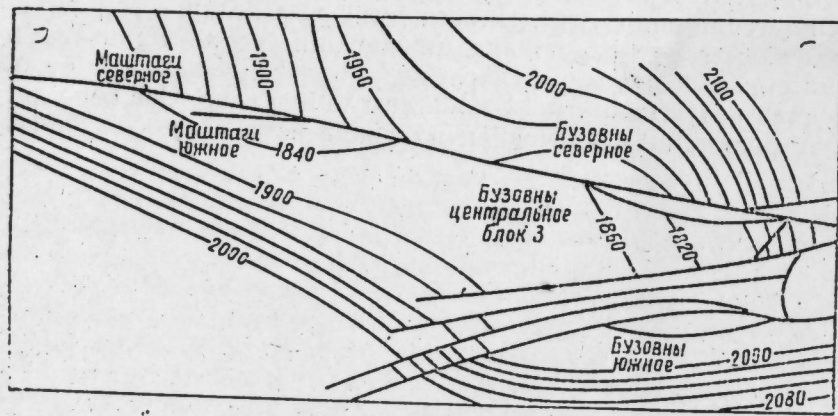 Маштаги
северное
1900
1960
2000
2100
Маштаги
южное
1840
Бузовны
северное
1900
Бузовны
центральное
блок 3
1860
1820
2000
Бузовны
южное
2000
2080